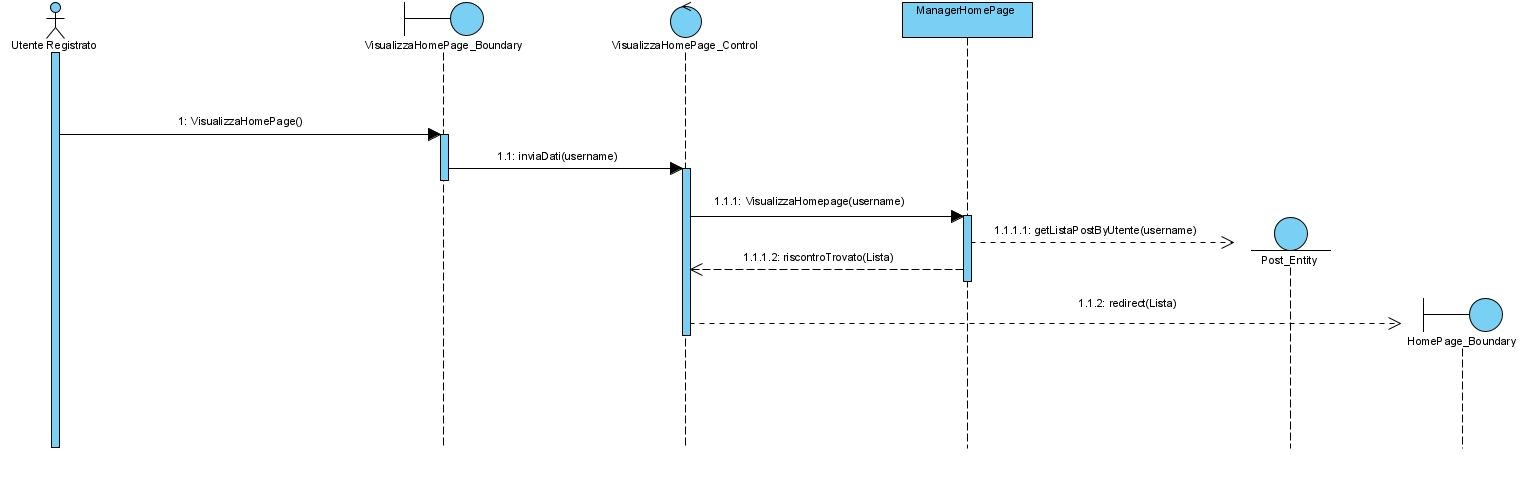 ManagerHomePage
Utente Registrato
VisualizzaHomePage_Boundary
VisualizzaHomePage_Control
1: VisualizzaHomePage()
1.1: inviaDati(username)
1.1.1: VisualizzaHomepage(username)
1.1.1.1: getListaPostByUtente(username)
1.1.1.2: riscontroTrovato(Lista)
Post_Entity
1.1.2: redirect(Lista)
HomePage_Boundary